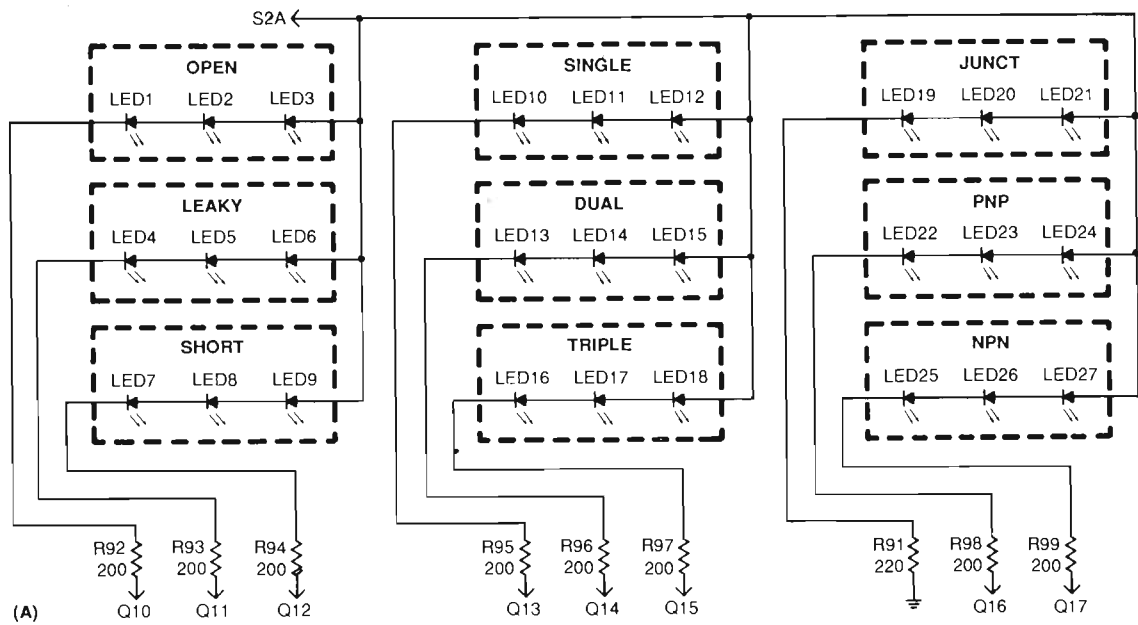 S2A
OPEN
LED1 LED2 LED3
LEAKY
LED4 LED5 LED6
SHORT
LED7 LED8 LED9
R92 200
R93 200
R94 200
Q10 Q11 Q12
SINGLE
LED10 LED11 LED12
DUAL
LED13 LED14 LED15
TRIPLE
LED16 LED17 LED18
R95 200
R96 200
R97 200
Q13 Q14 Q15
JUNCT
LED19 LED20 LED21
PNP
LED22 LED23 LED24
NPN
LED25 LED26 LED27
R91 220
R98 200
R99 200
Q16 Q17
(A)